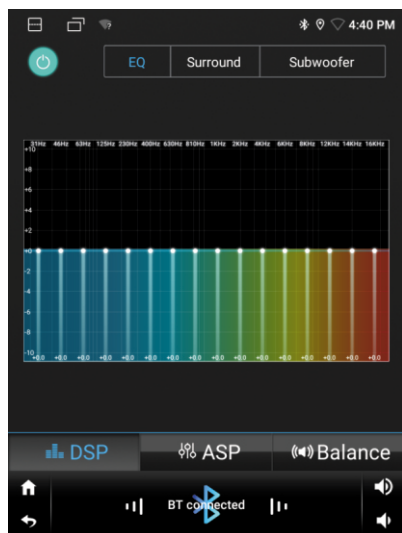 4:40 PM
EQ Surround Subwoofer
31Hz 46Hz 63Hz 125Hz 230Hz 400Hz 630Hz 810Hz 1KHz 2KHz 4KHz 6KHz 8KHz 12KHz 14KHz 16KHz
+10
+8
+6
+4
+2
+0
-2
-4
-6
-8
-10
+0.0 +0.0 +0.0 +0.0 +0.0 +0.0 +0.0 +0.0 +0.0 +0.0 +0.0 +0.0 +0.0 +0.0 +0.0 +0.0
DSP ASP Balance
BT connected